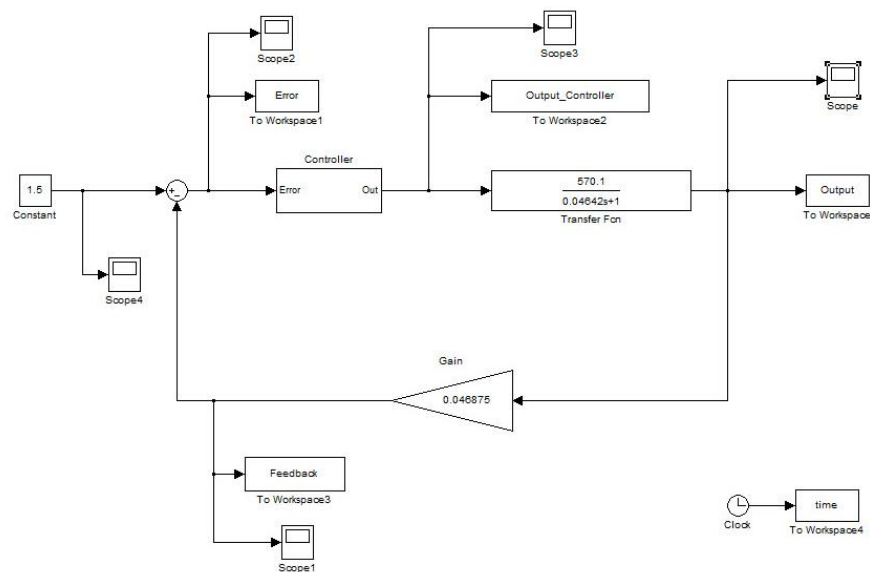 Scope2
Scope3
Error
To Workspace1
Output_Controller
To Workspace2
Scope
Controller
1.5
Constant
+
-
Error
Out
570.1
0.04642s+1
Transfer Fcn
Output
To Workspace
Scope4
Gain
0.046875
Feedback
To Workspace3
Scope1
Clock
time
To Workspace4